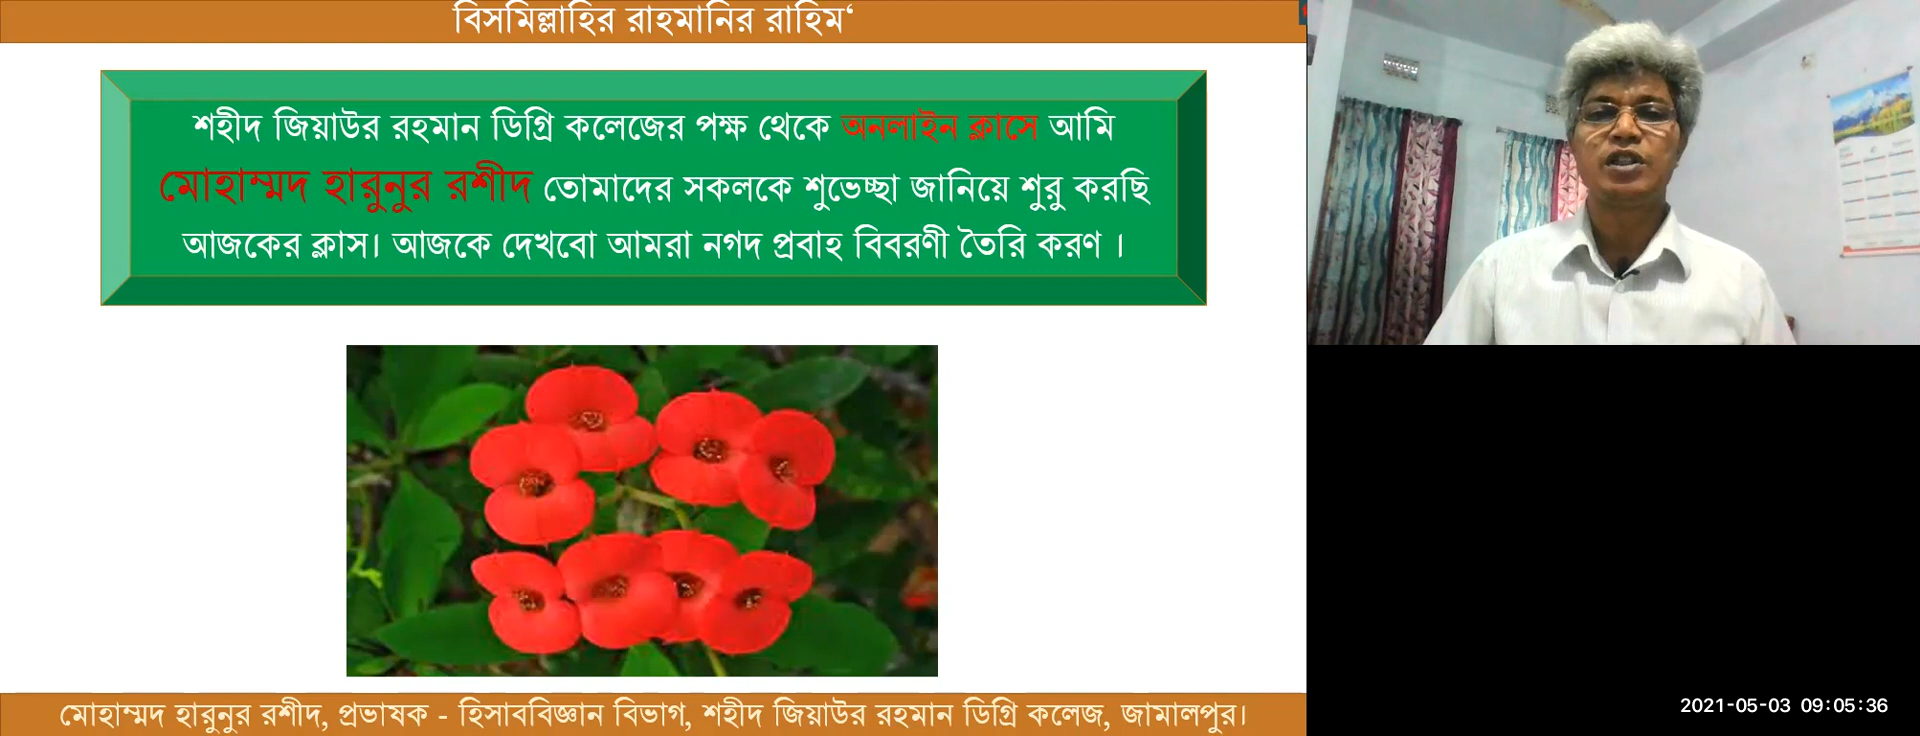 বিসমিল্লাহির রাহমানির রাহিম‘
শহীদ জিয়াউর রহমান ডিগ্রি কলেজের পক্ষ থেকে অনলাইন ক্লাসে আমি
মোহাম্মদ হারুনুর রশীদ তোমাদের সকলকে শুভেচ্ছা জানিয়ে শুরু করছি
আজকের ক্লাস। আজকে দেখবো আমরা নগদ প্রবাহ বিবরণী তৈরি করণ ।
মোহাম্মদ হারুনুর রশীদ, প্রভাষক - হিসাববিজ্ঞান বিভাগ, শহীদ জিয়াউর রহমান ডিগ্রি কলেজ, জামালপুর।
2021-05-03 09:05:36